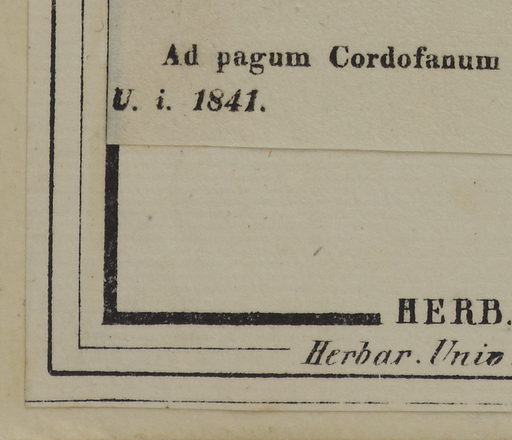 Ad pagum Cordofanum
U. i. 1841.
HERB.
Herbar. Univ.